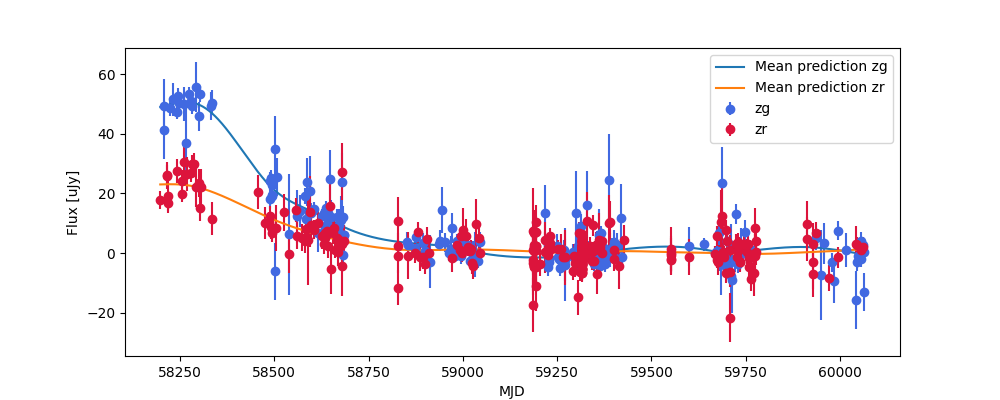 Mean prediction zg
Mean prediction zr
zg
zr
Flux [uJy]
60
40
20
0
−20
58250 58500 58750 59000 59250 59500 59750 60000
MJD